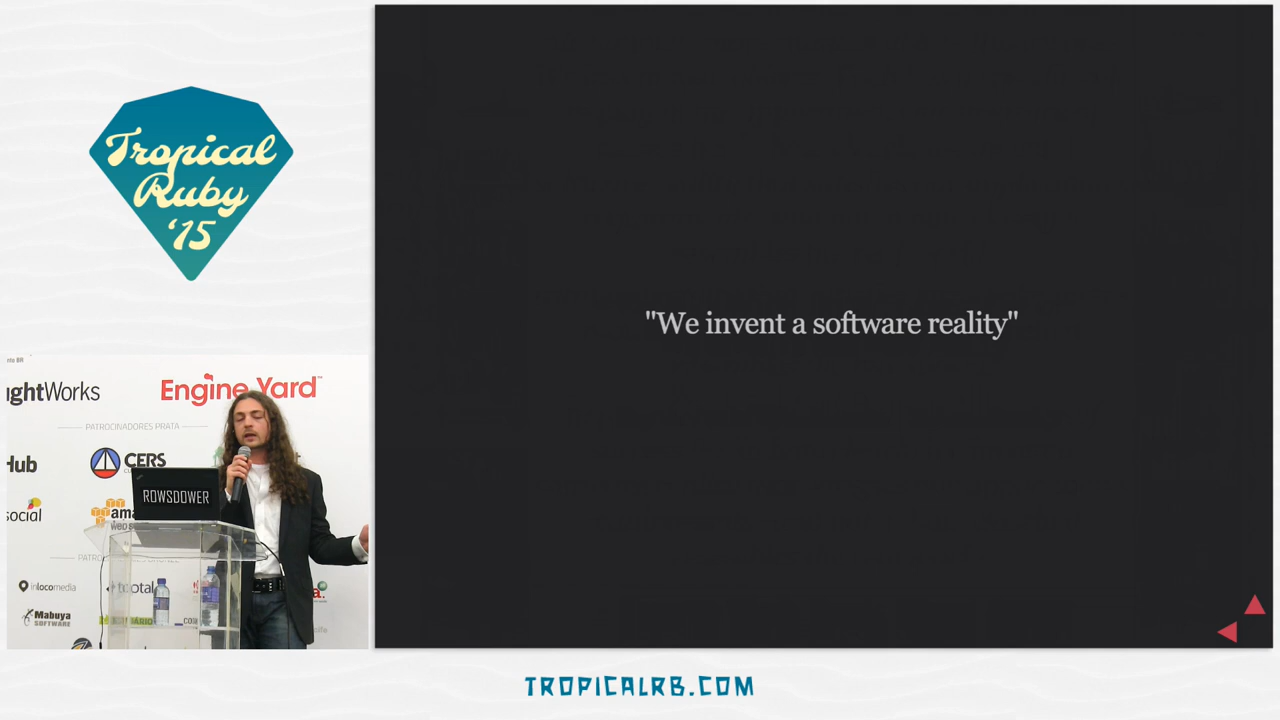 Tropical
Ruby
'15
"We invent a software reality"
ightWorks
Engine Yard
PATROCINADORES PRATA
Hub
CERS
ROWSDOWER
social
inlocomedia
total
Mabuya
SOFTWARE
TROPICALRB.COM